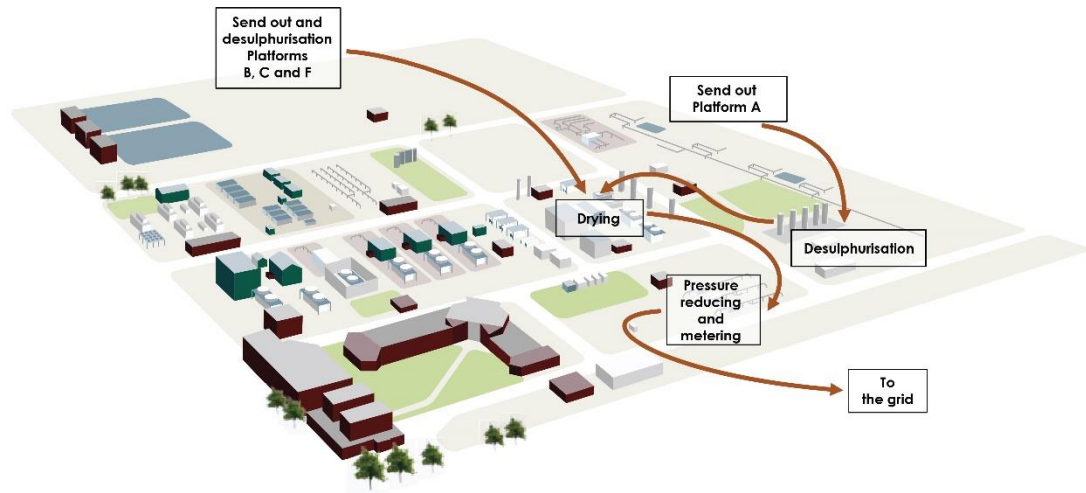 Send out and
desulphurisation
Platforms
B, C and F
Send out
Platform A
Drying
Desulphurisation
Pressure
reducing
and
metering
To
the grid